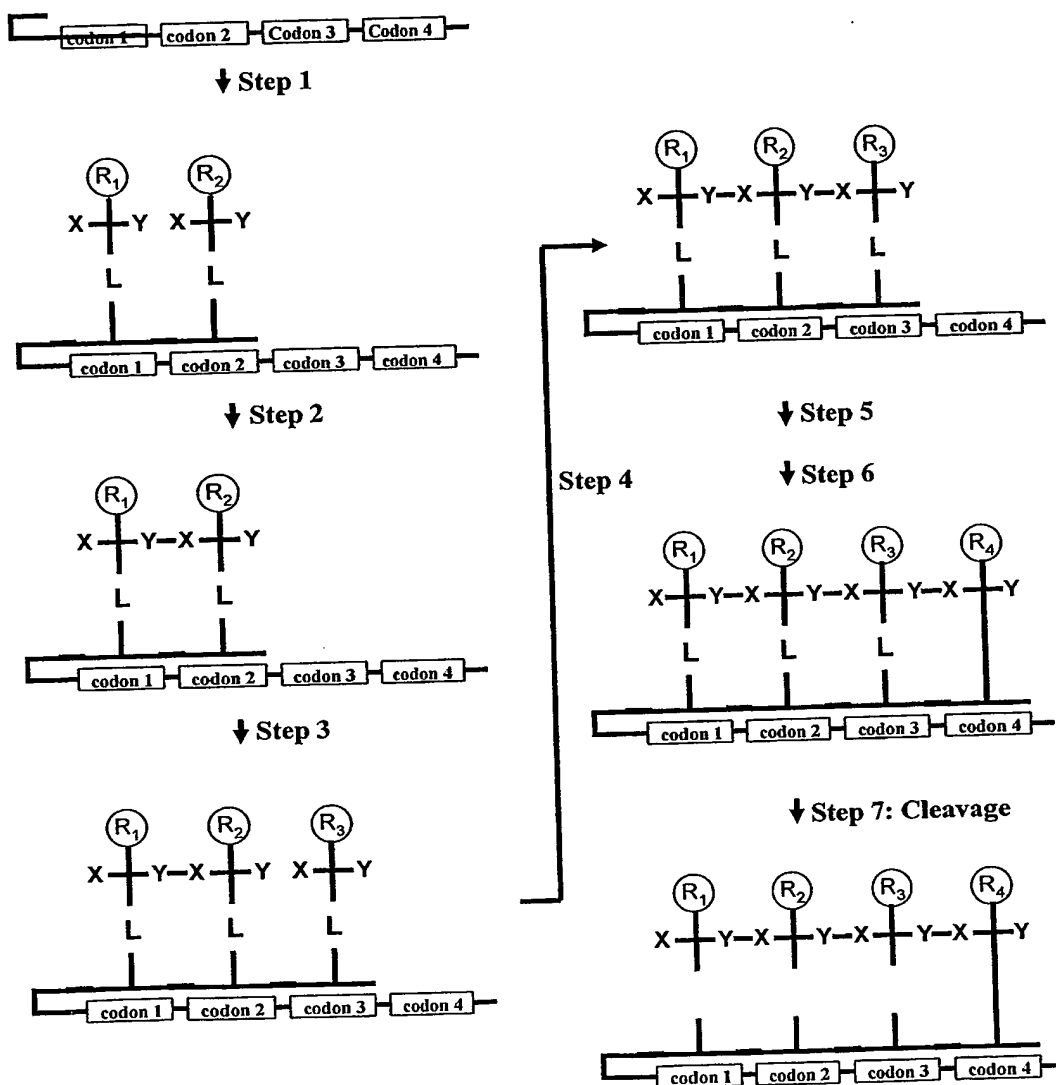 codon 1 codon 2 Codon 3 Codon 4
Step 1
R1 R2
X Y X Y
L L
codon 1 codon 2 codon 3 codon 4
Step 2
R1 R2
X Y-X Y
L L
codon 1 codon 2 codon 3 codon 4
Step 3
R1 R2 R3
X Y-X Y X Y
L L L
codon 1 codon 2 codon 3 codon 4
Step 4
R1 R2 R3
X Y-X Y-X Y
L L L
codon 1 codon 2 codon 3 codon 4
Step 5
Step 6
R1 R2 R3 R4
X Y-X Y-X Y-X Y
L L L
codon 1 codon 2 codon 3 codon 4
Step 7: Cleavage
R1 R2 R3 R4
X Y-X Y-X Y-X Y
codon 1 codon 2 codon 3 codon 4